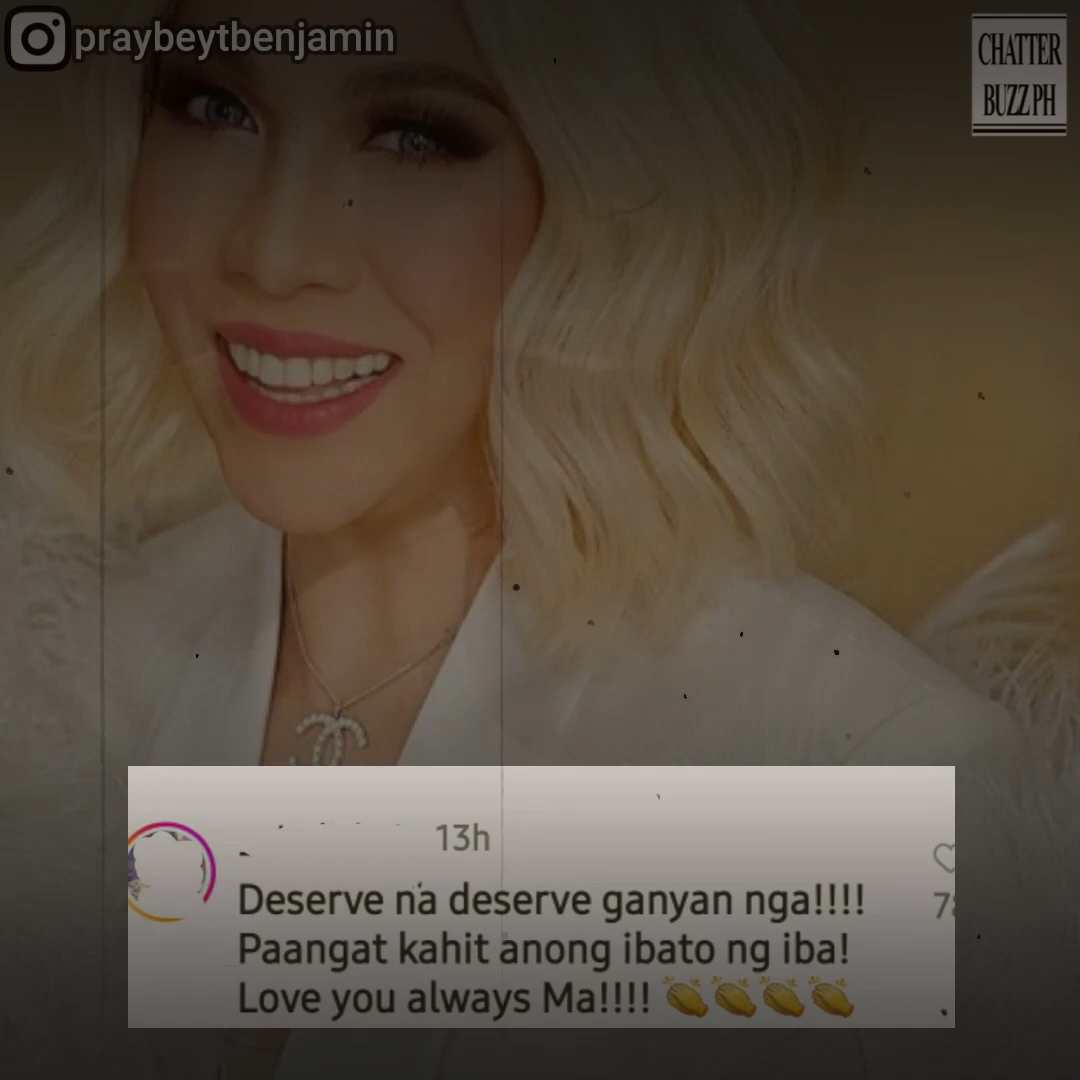 praybeytbenjamin
CHATTER
BUZZ PH
13h
Deserve na deserve ganyan nga!!!!
Paangat kahit anong ibato ng iba!
Love you always Ma!!!! 👏👏👏👏